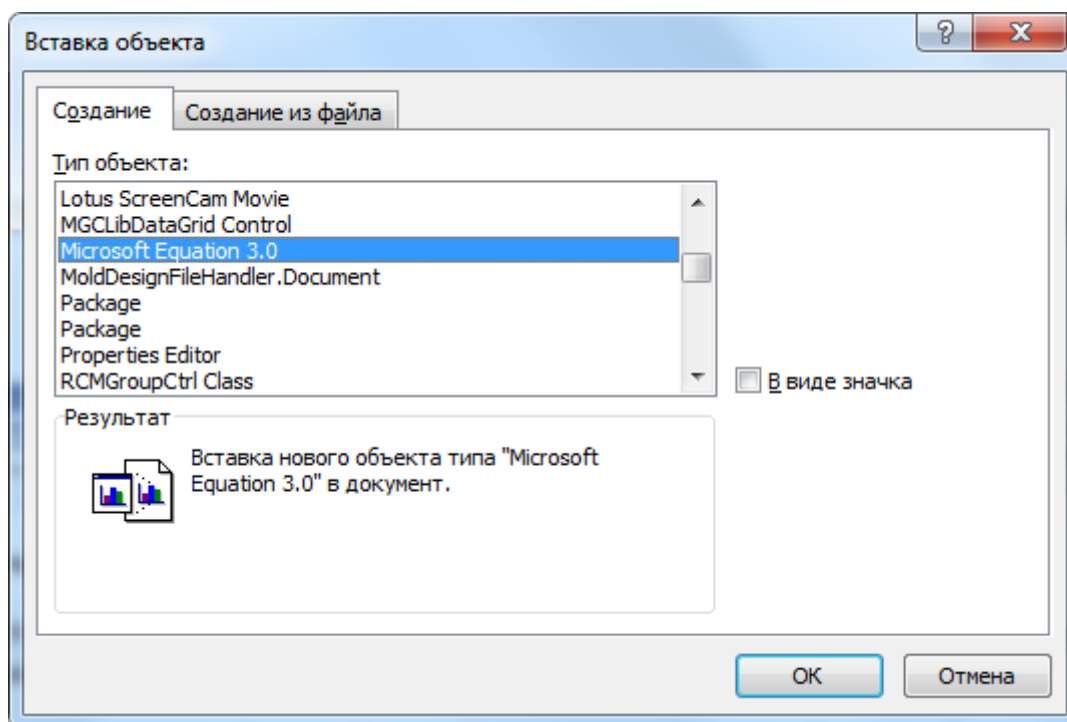 Вставка объекта
Создание
Создание из файла
Тип объекта:
Lotus ScreenCam Movie
MGCLibDataGrid Control
Microsoft Equation 3.0
MoldDesignFileHandler.Document
Package
Package
Properties Editor
RCMGroupCtrl Class
В виде значка
Результат
Вставка нового объекта типа "Microsoft
Equation 3.0" в документ.
ОК
Отмена